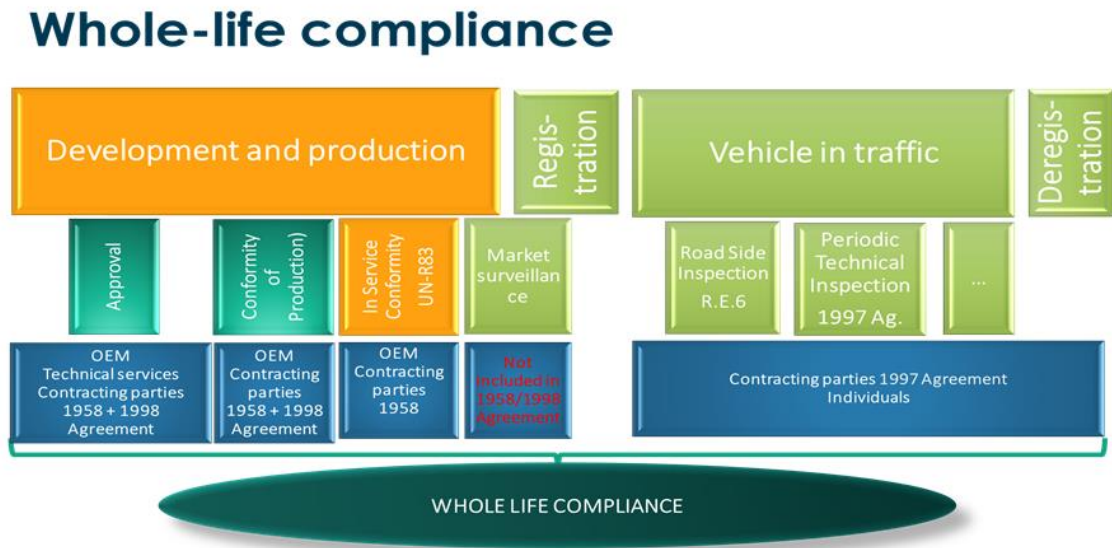 Whole-life compliance
Development and production
Regis-
tration
Vehicle in traffic
Deregis-
tration
Approval
Conformity
of
Production)
In Service
Conformity
UN-R83
Market
surveillan
ce
Road Side
Inspection
R.E.6
Periodic
Technical
Inspection
1997 Ag.
...
OEM
Technical services
Contracting parties
1958 + 1998
Agreement
OEM
Contracting
parties
1958 + 1998
Agreement
OEM
Contracting
parties
1958
Not
Included in
1958/1998
Agreement
Contracting parties 1997 Agreement
Individuals
WHOLE LIFE COMPLIANCE